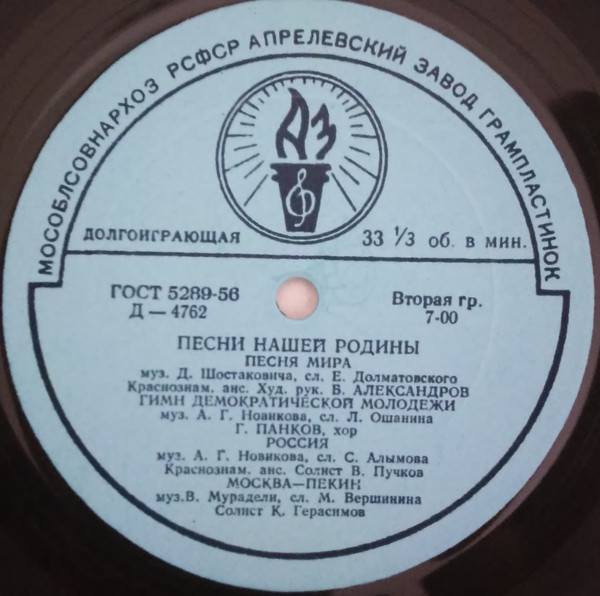 МОСОБЛСОВНАРХОЗ РСФСР АПРЕЛЕВСКИЙ ЗАВОД ГРАМПЛАСТИНОК
АЗ
ДОЛГОИГРАЮЩАЯ 33 1/3 об. в мин.
ГОСТ 5289-56 Вторая гр.
Д — 4762 7-00
ПЕСНИ НАШЕЙ РОДИНЫ
ПЕСНЯ МИРА
муз. Д. Шостаковича, сл. Е. Долматовского
Краснознам. анс. Худ. рук. Б. АЛЕКСАНДРОВ
ГИМН ДЕМОКРАТИЧЕСКОЙ МОЛОДЕЖИ
муз. А. Г. Новикова, сл. Л. Ошанина
Г. ПАНКОВ, хор
РОССИЯ
муз. А. Г. Новикова, сл. С. Алымова
Краснознам. анс. Солист В. Пучков
МОСКВА—ПЕКИН
муз.В. Мурадели, сл. М. Вершинина
Солист К. Герасимов